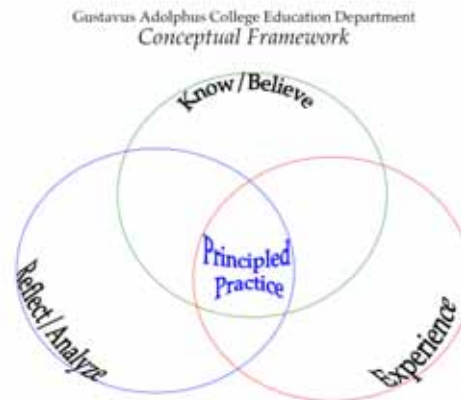 Gustavus Adolphus College Education Department
Conceptual Framework
Know/Believe
Principled
Practice
Reflect/Analyze
Experience